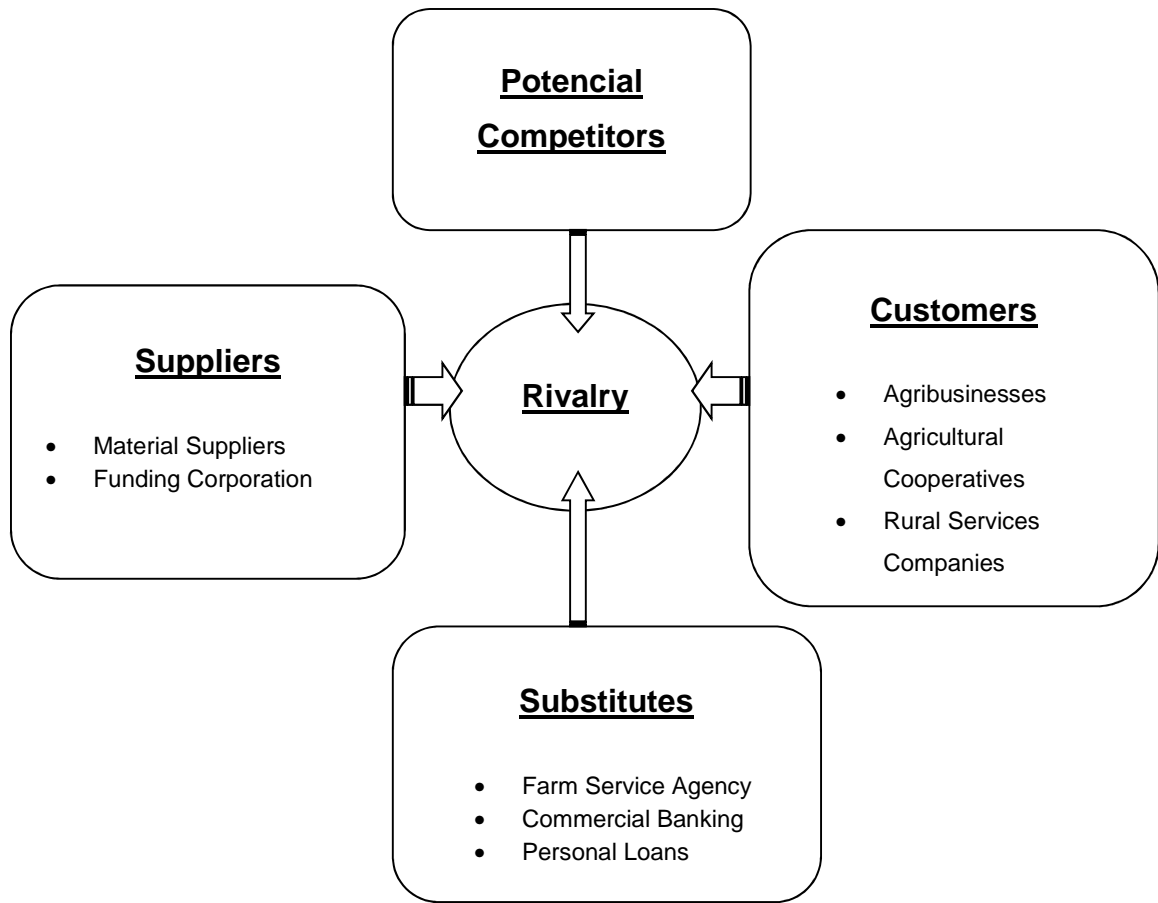 Potencial
Competitors
Suppliers
• Material Suppliers
• Funding Corporation
Rivalry
Customers
• Agribusinesses
• Agricultural
Cooperatives
• Rural Services
Companies
Substitutes
• Farm Service Agency
• Commercial Banking
• Personal Loans